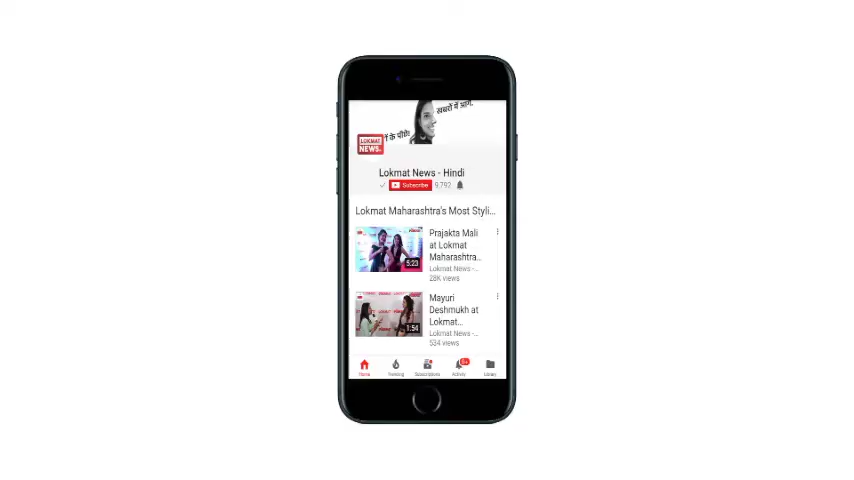 खबरों में आगे,
के पीछे!
LOKMAT
NEWS
Lokmat News - Hindi
Subscribe 9,792
Lokmat Maharashtra's Most Styli...
Prajakta Mali
at Lokmat
Maharashtra...
Lokmat News -...
28K views
5:23
Mayuri
Deshmukh at
Lokmat...
Lokmat News -...
534 views
1:54
Home Trending Subscriptions Activity Library